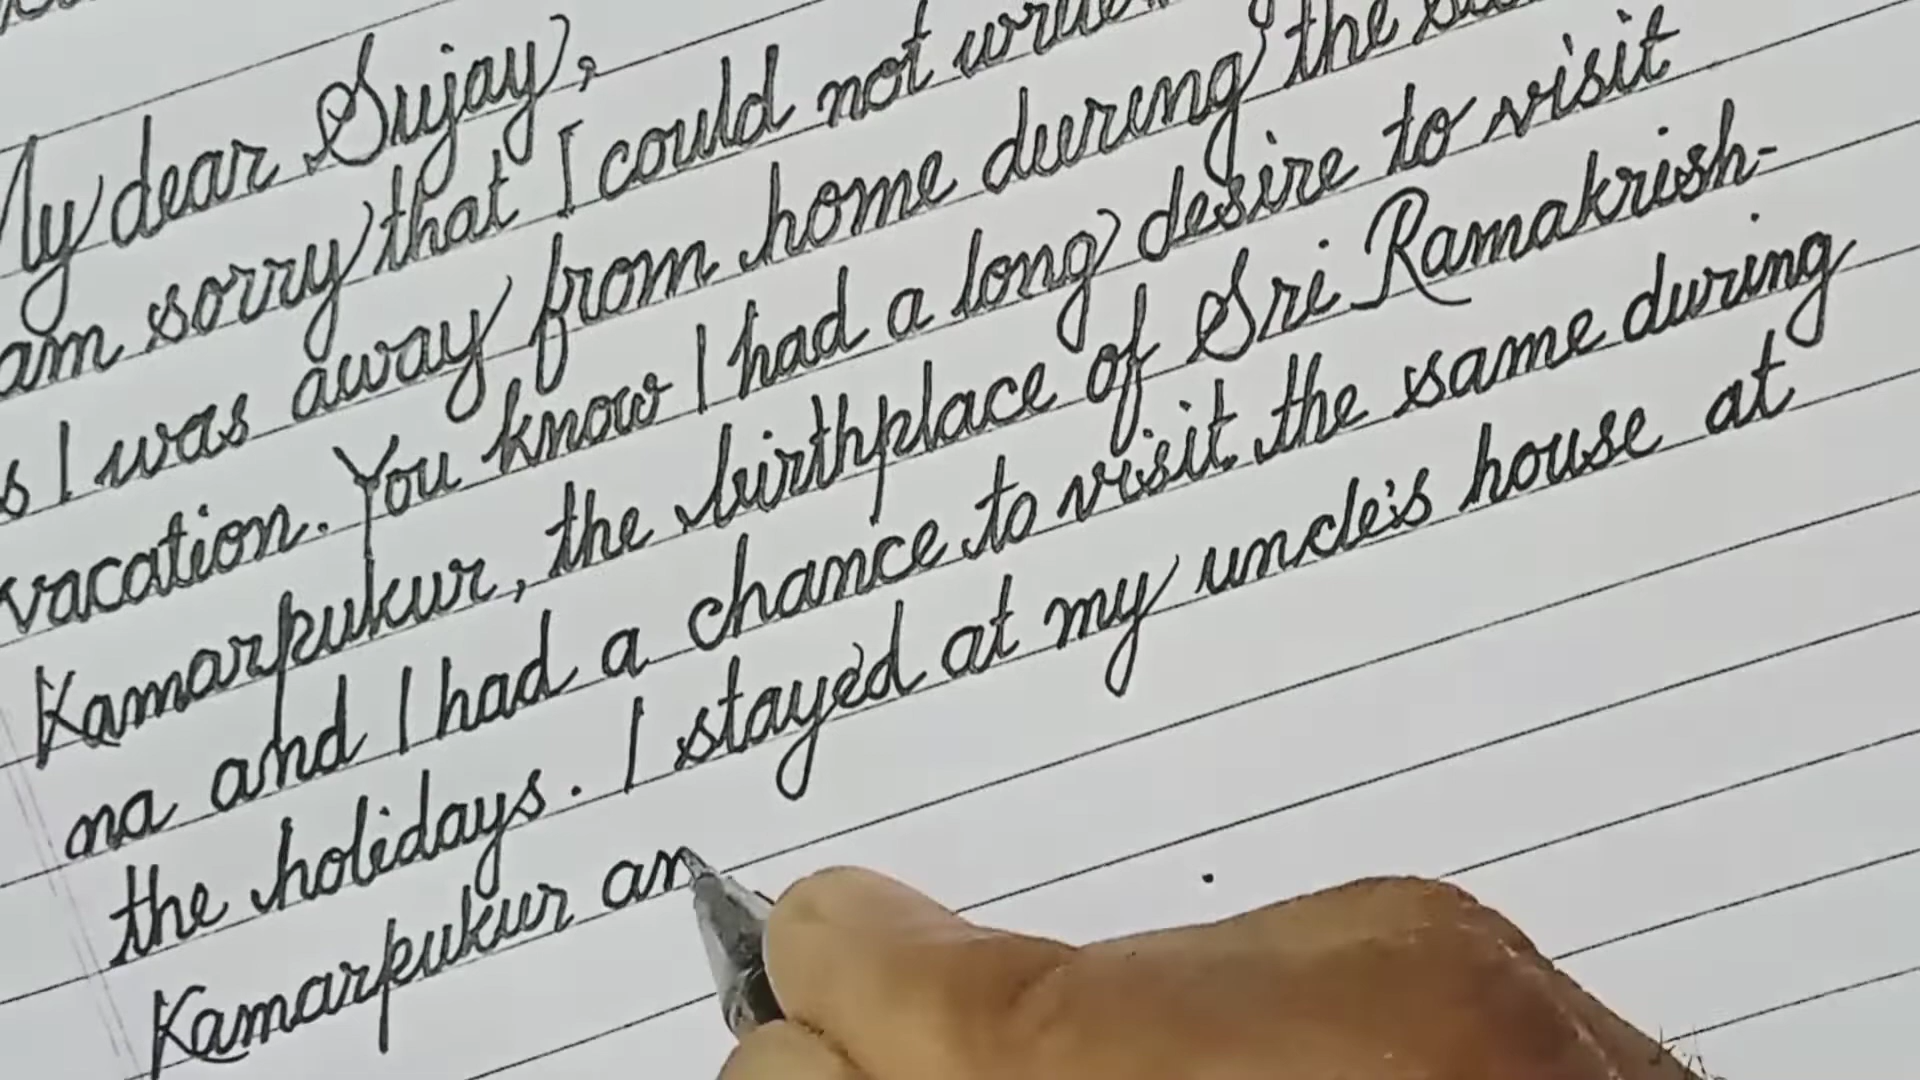 My dear Sujay,
am sorry that I could not write
s I was away from home during the
vacation. You know I had a long desire to visit
Kamarpukur, the birthplace of Sri Ramakrish-
na and I had a chance to visit the same during
the holidays. I stayed at my uncle's house at
Kamarpukur an